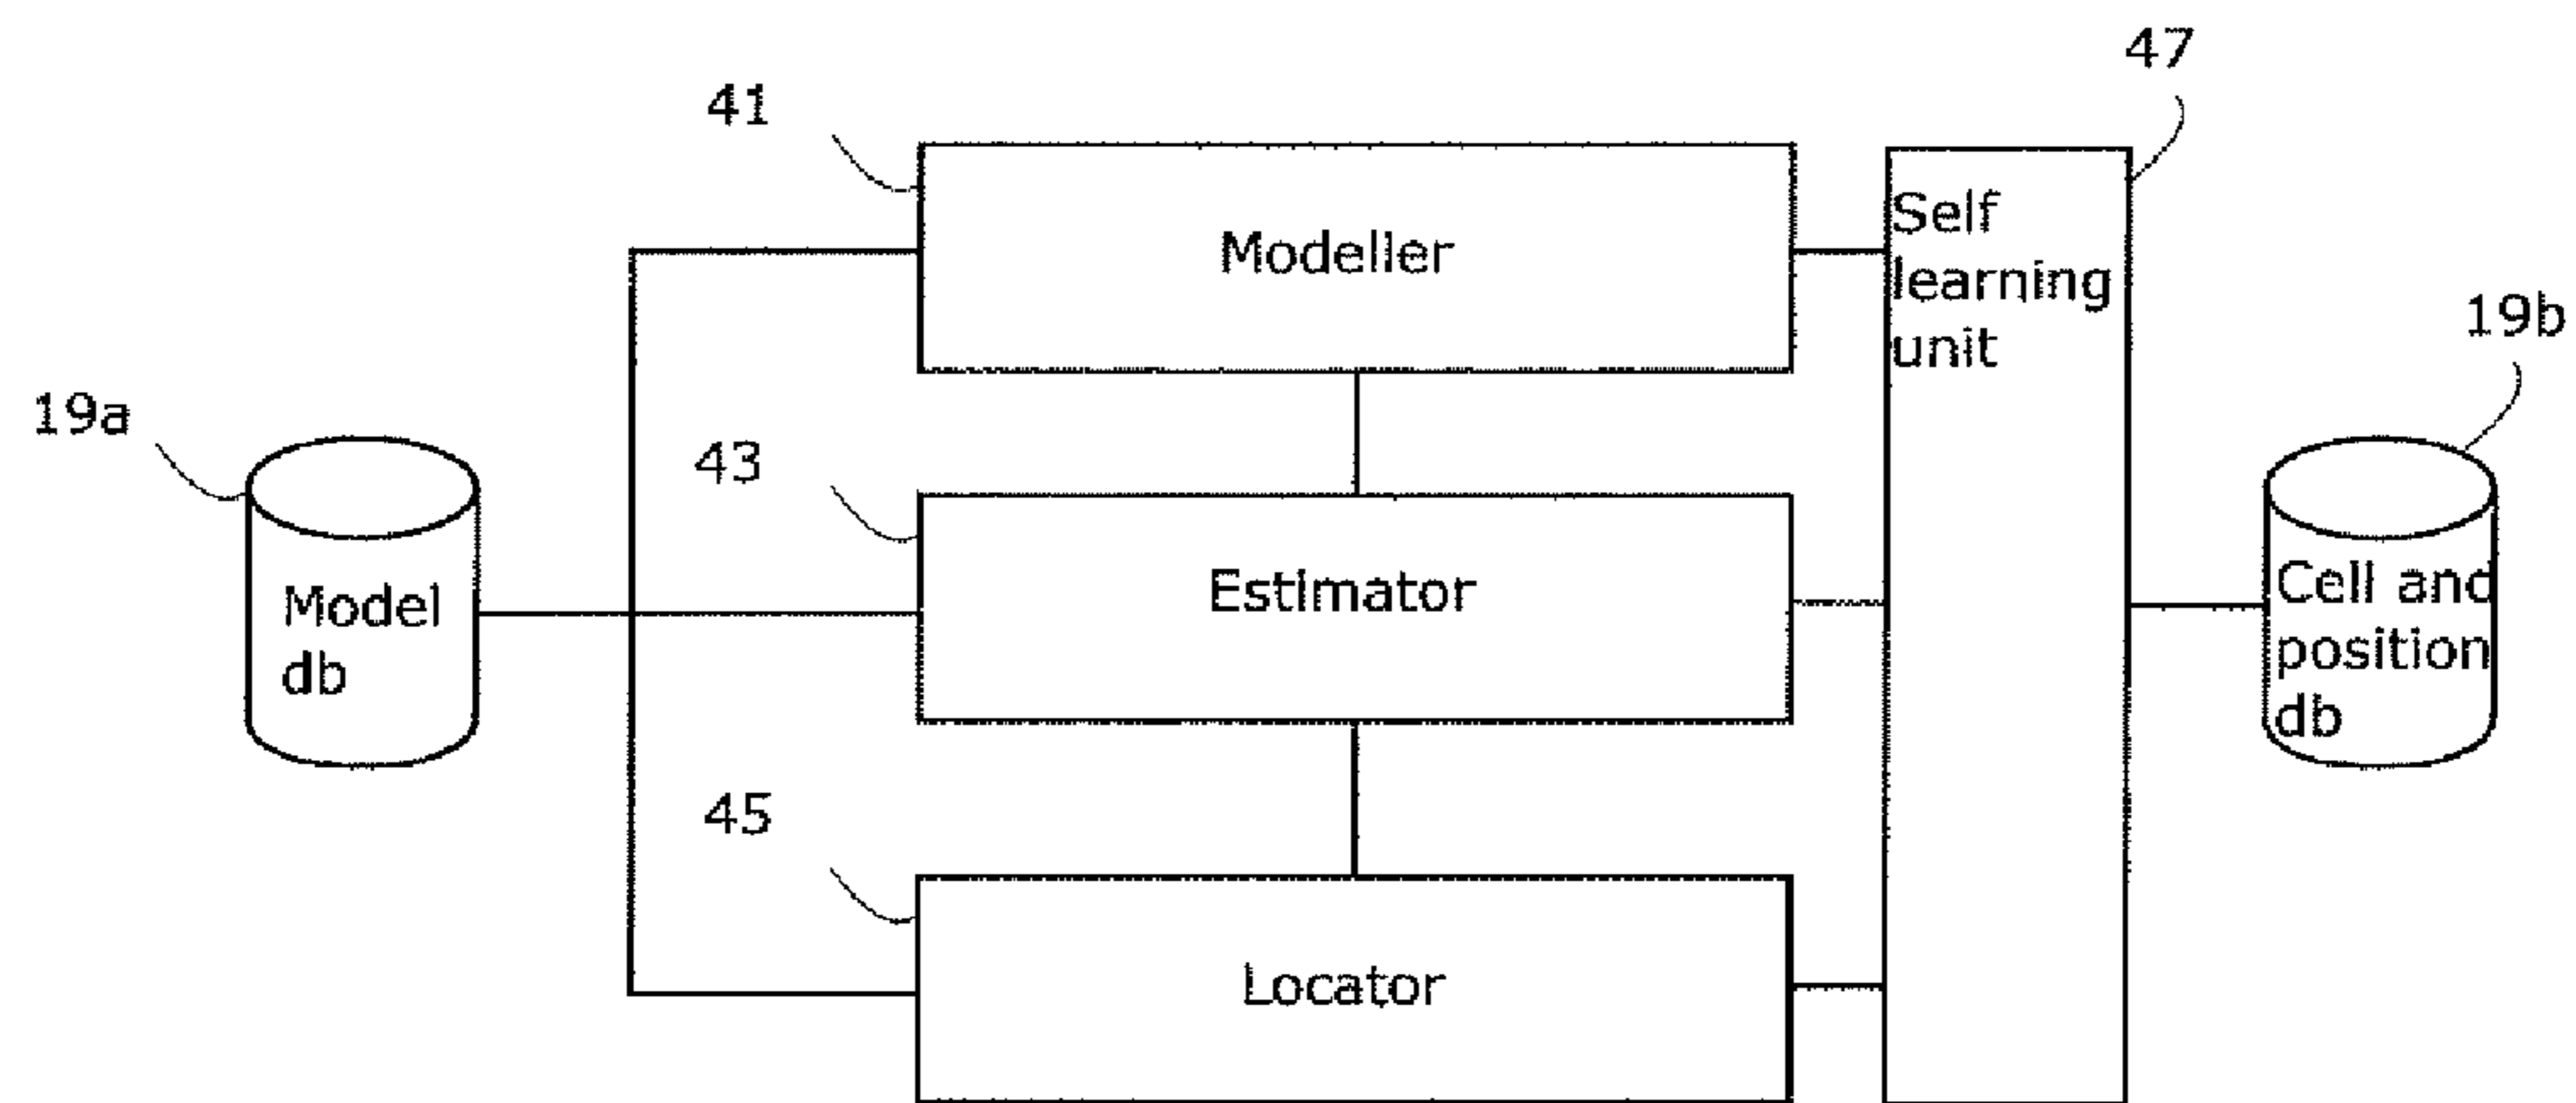 47
41
Modeller
Self
learning
unit
19b
19a
43
Estimator
Model
db
Cell and
position
db
45
Locator